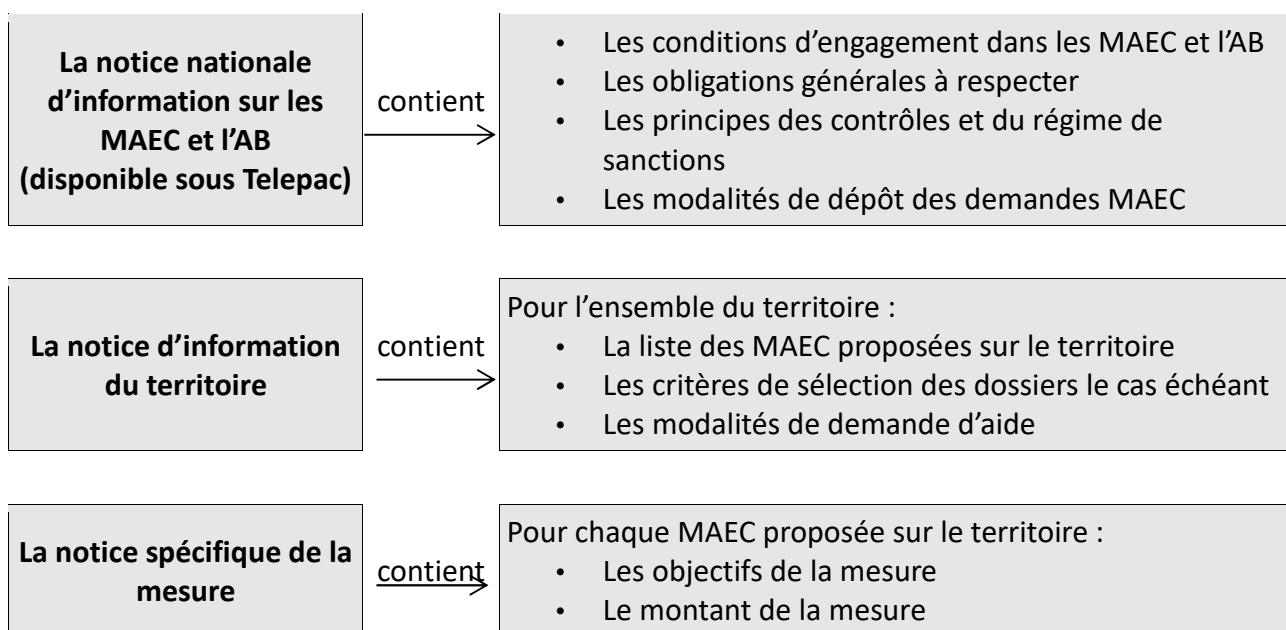 La notice nationale
d’information sur les
MAEC et l’AB
(disponible sous Telepac)
contient
• Les conditions d’engagement dans les MAEC et l’AB
• Les obligations générales à respecter
• Les principes des contrôles et du régime de
sanctions
• Les modalités de dépôt des demandes MAEC
La notice d’information
du territoire
contient
Pour l’ensemble du territoire :
• La liste des MAEC proposées sur le territoire
• Les critères de sélection des dossiers le cas échéant
• Les modalités de demande d’aide
La notice spécifique de la
mesure
contient
Pour chaque MAEC proposée sur le territoire :
• Les objectifs de la mesure
• Le montant de la mesure